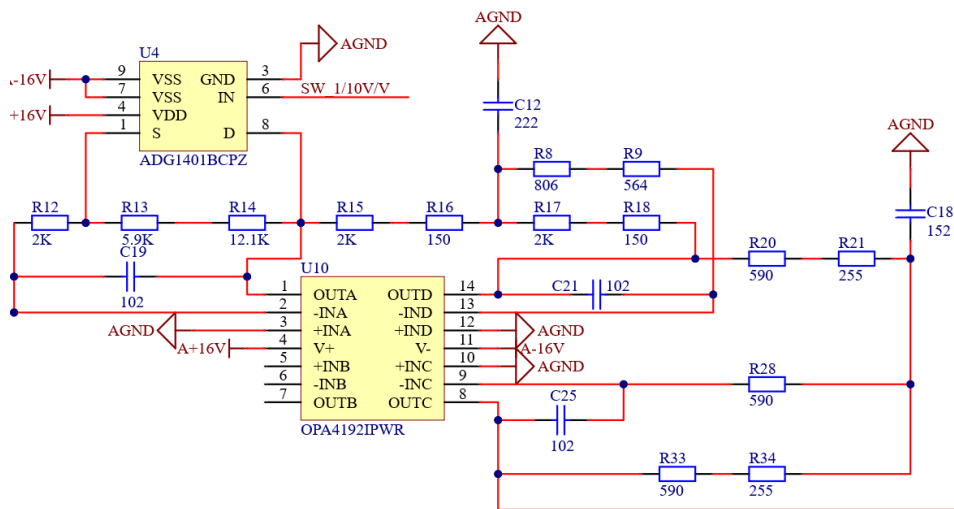 AGND
U4
AGND
A-16V
9 VSS GND 3
7 VSS IN 6 SW_1/10V/V
+16V
4 VDD
1 S D 8
ADG1401BCPZ
C12
222
AGND
R8 R9
806 564
C18
152
R12 R13 R14 R15 R16 R17 R18
2K 5.9K 12.1K 2K 150 2K 150
R20 R21
590 255
C19
102
U10
1 OUTA OUTD 14
C21 102
2 -INA -IND 13
AGND 3 +INA +IND 12 AGND
A+16V 4 V+ V- 11 A-16V
5 +INB +INC 10 AGND
6 -INB -INC 9
7 OUTB OUTC 8
OPA4192IPWR
R28
590
C25
102
R33 R34
590 255